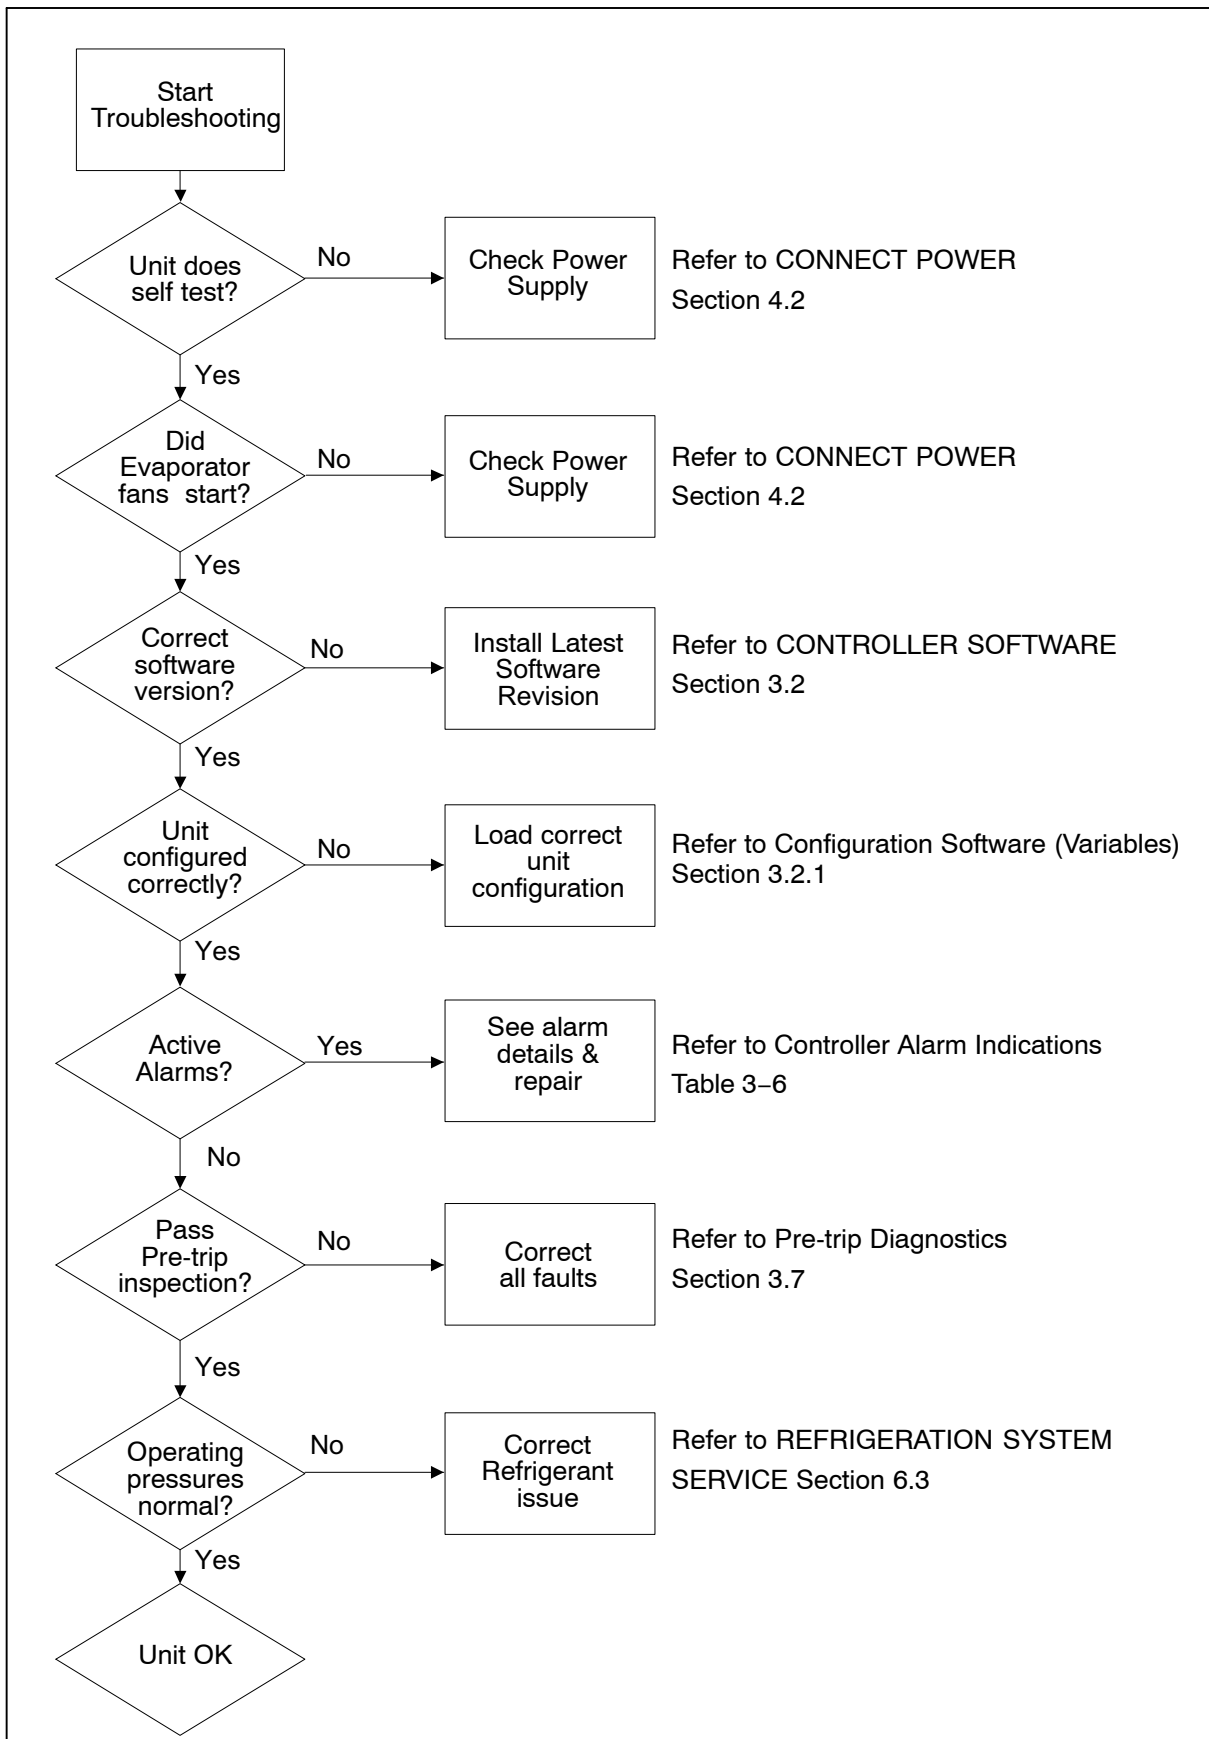 Start
Troubleshooting
Unit does
self test?
No
Check Power
Supply
Refer to CONNECT POWER
Section 4.2
Yes
Did
Evaporator
fans start?
No
Check Power
Supply
Refer to CONNECT POWER
Section 4.2
Yes
Correct
software
version?
No
Install Latest
Software
Revision
Refer to CONTROLLER SOFTWARE
Section 3.2
Yes
Unit
configured
correctly?
No
Load correct
unit
configuration
Refer to Configuration Software (Variables)
Section 3.2.1
Yes
Active
Alarms?
Yes
See alarm
details &
repair
Refer to Controller Alarm Indications
Table 3−6
No
Pass
Pre-trip
inspection?
No
Correct
all faults
Refer to Pre-trip Diagnostics
Section 3.7
Yes
Operating
pressures
normal?
No
Correct
Refrigerant
issue
Refer to REFRIGERATION SYSTEM
SERVICE Section 6.3
Yes
Unit OK